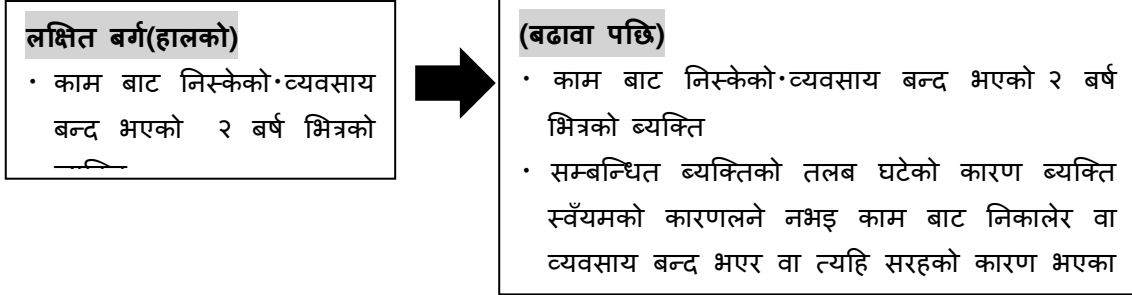 लक्षित बर्ग(हालको)
・ काम बाट निस्केको・व्यवसाय
बन्द भएको २ बर्ष भित्रको
(बढावा पछि)
・ काम बाट निस्केको・व्यवसाय बन्द भएको २ बर्ष
भित्रको ब्यक्ति
・ सम्बन्धित ब्यक्तिको तलब घटेको कारण ब्यक्ति
स्वँयमको कारणलने नभइ काम बाट निकालेर वा
व्यवसाय बन्द भएर वा त्यहि सरहको कारण भएका